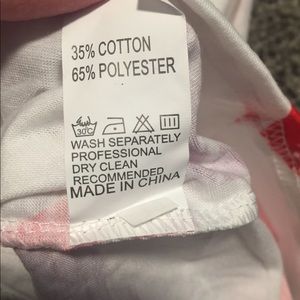 35% COTTON
65% POLYESTER
30°C
WASH SEPARATELY
PROFESSIONAL
DRY CLEAN
RECOMMENDED
MADE IN CHINA